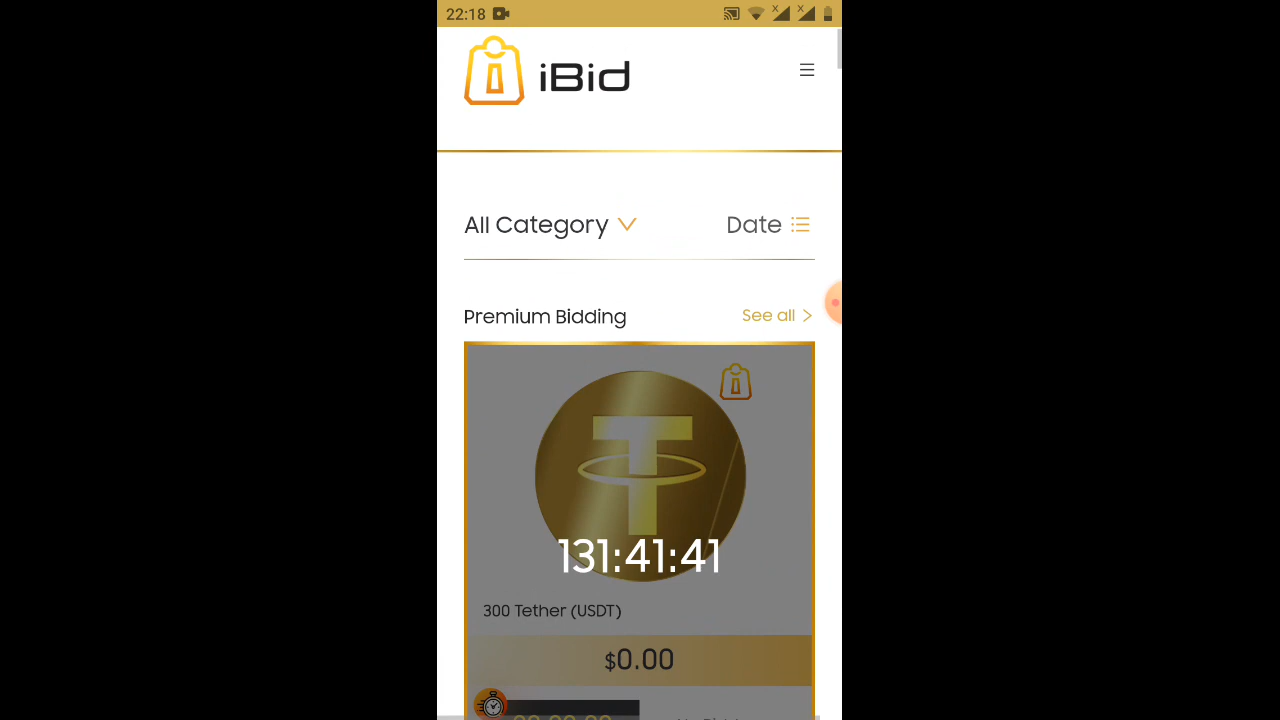 22:18
iBid
All Category
Date
Premium Bidding
See all
131:41:41
300 Tether (USDT)
$0.00